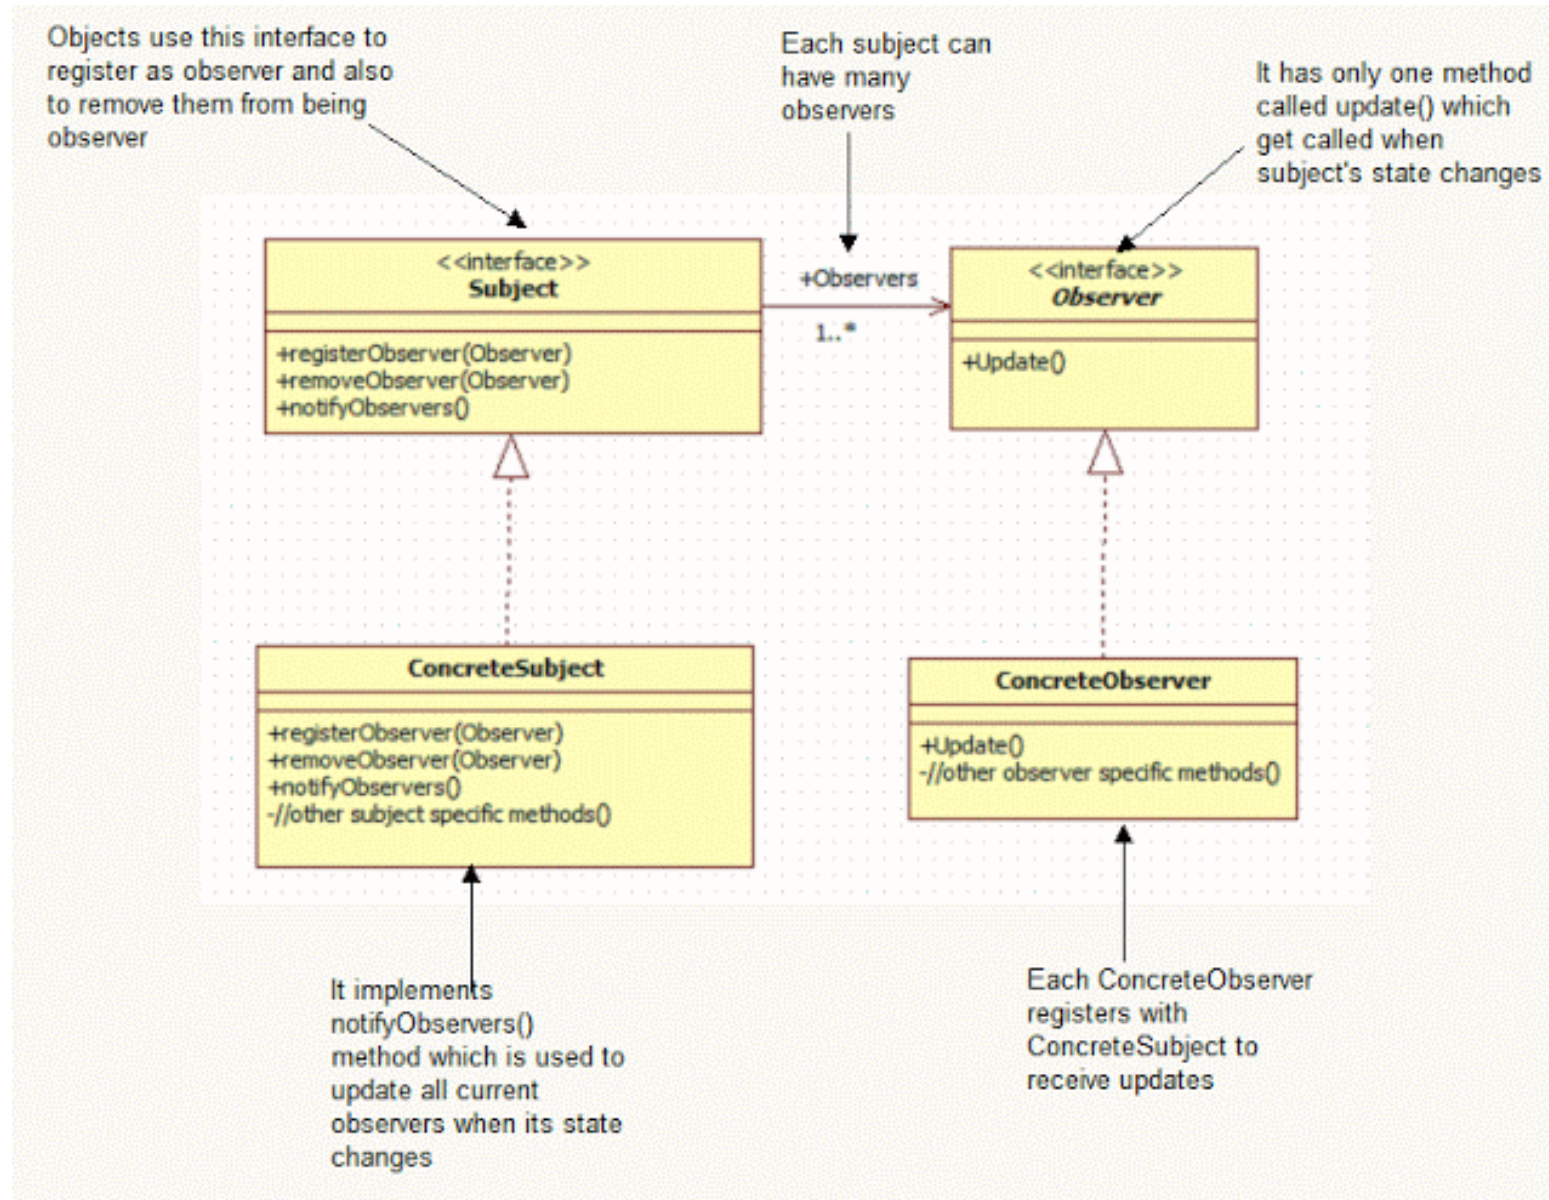 Objects use this interface to
register as observer and also
to remove them from being
observer
Each subject can
have many
observers
It has only one method
called update() which
get called when
subject's state changes
<<interface>>
Subject
+registerObserver(Observer)
+removeObserver(Observer)
+notifyObservers()
+Observers
1..*
<<interface>>
Observer
+Update()
ConcreteSubject
+registerObserver(Observer)
+removeObserver(Observer)
+notifyObservers()
-//other subject specific methods()
ConcreteObserver
+Update()
-//other observer specific methods()
It implements
notifyObservers()
method which is used to
update all current
observers when its state
changes
Each ConcreteObserver
registers with
ConcreteSubject to
receive updates